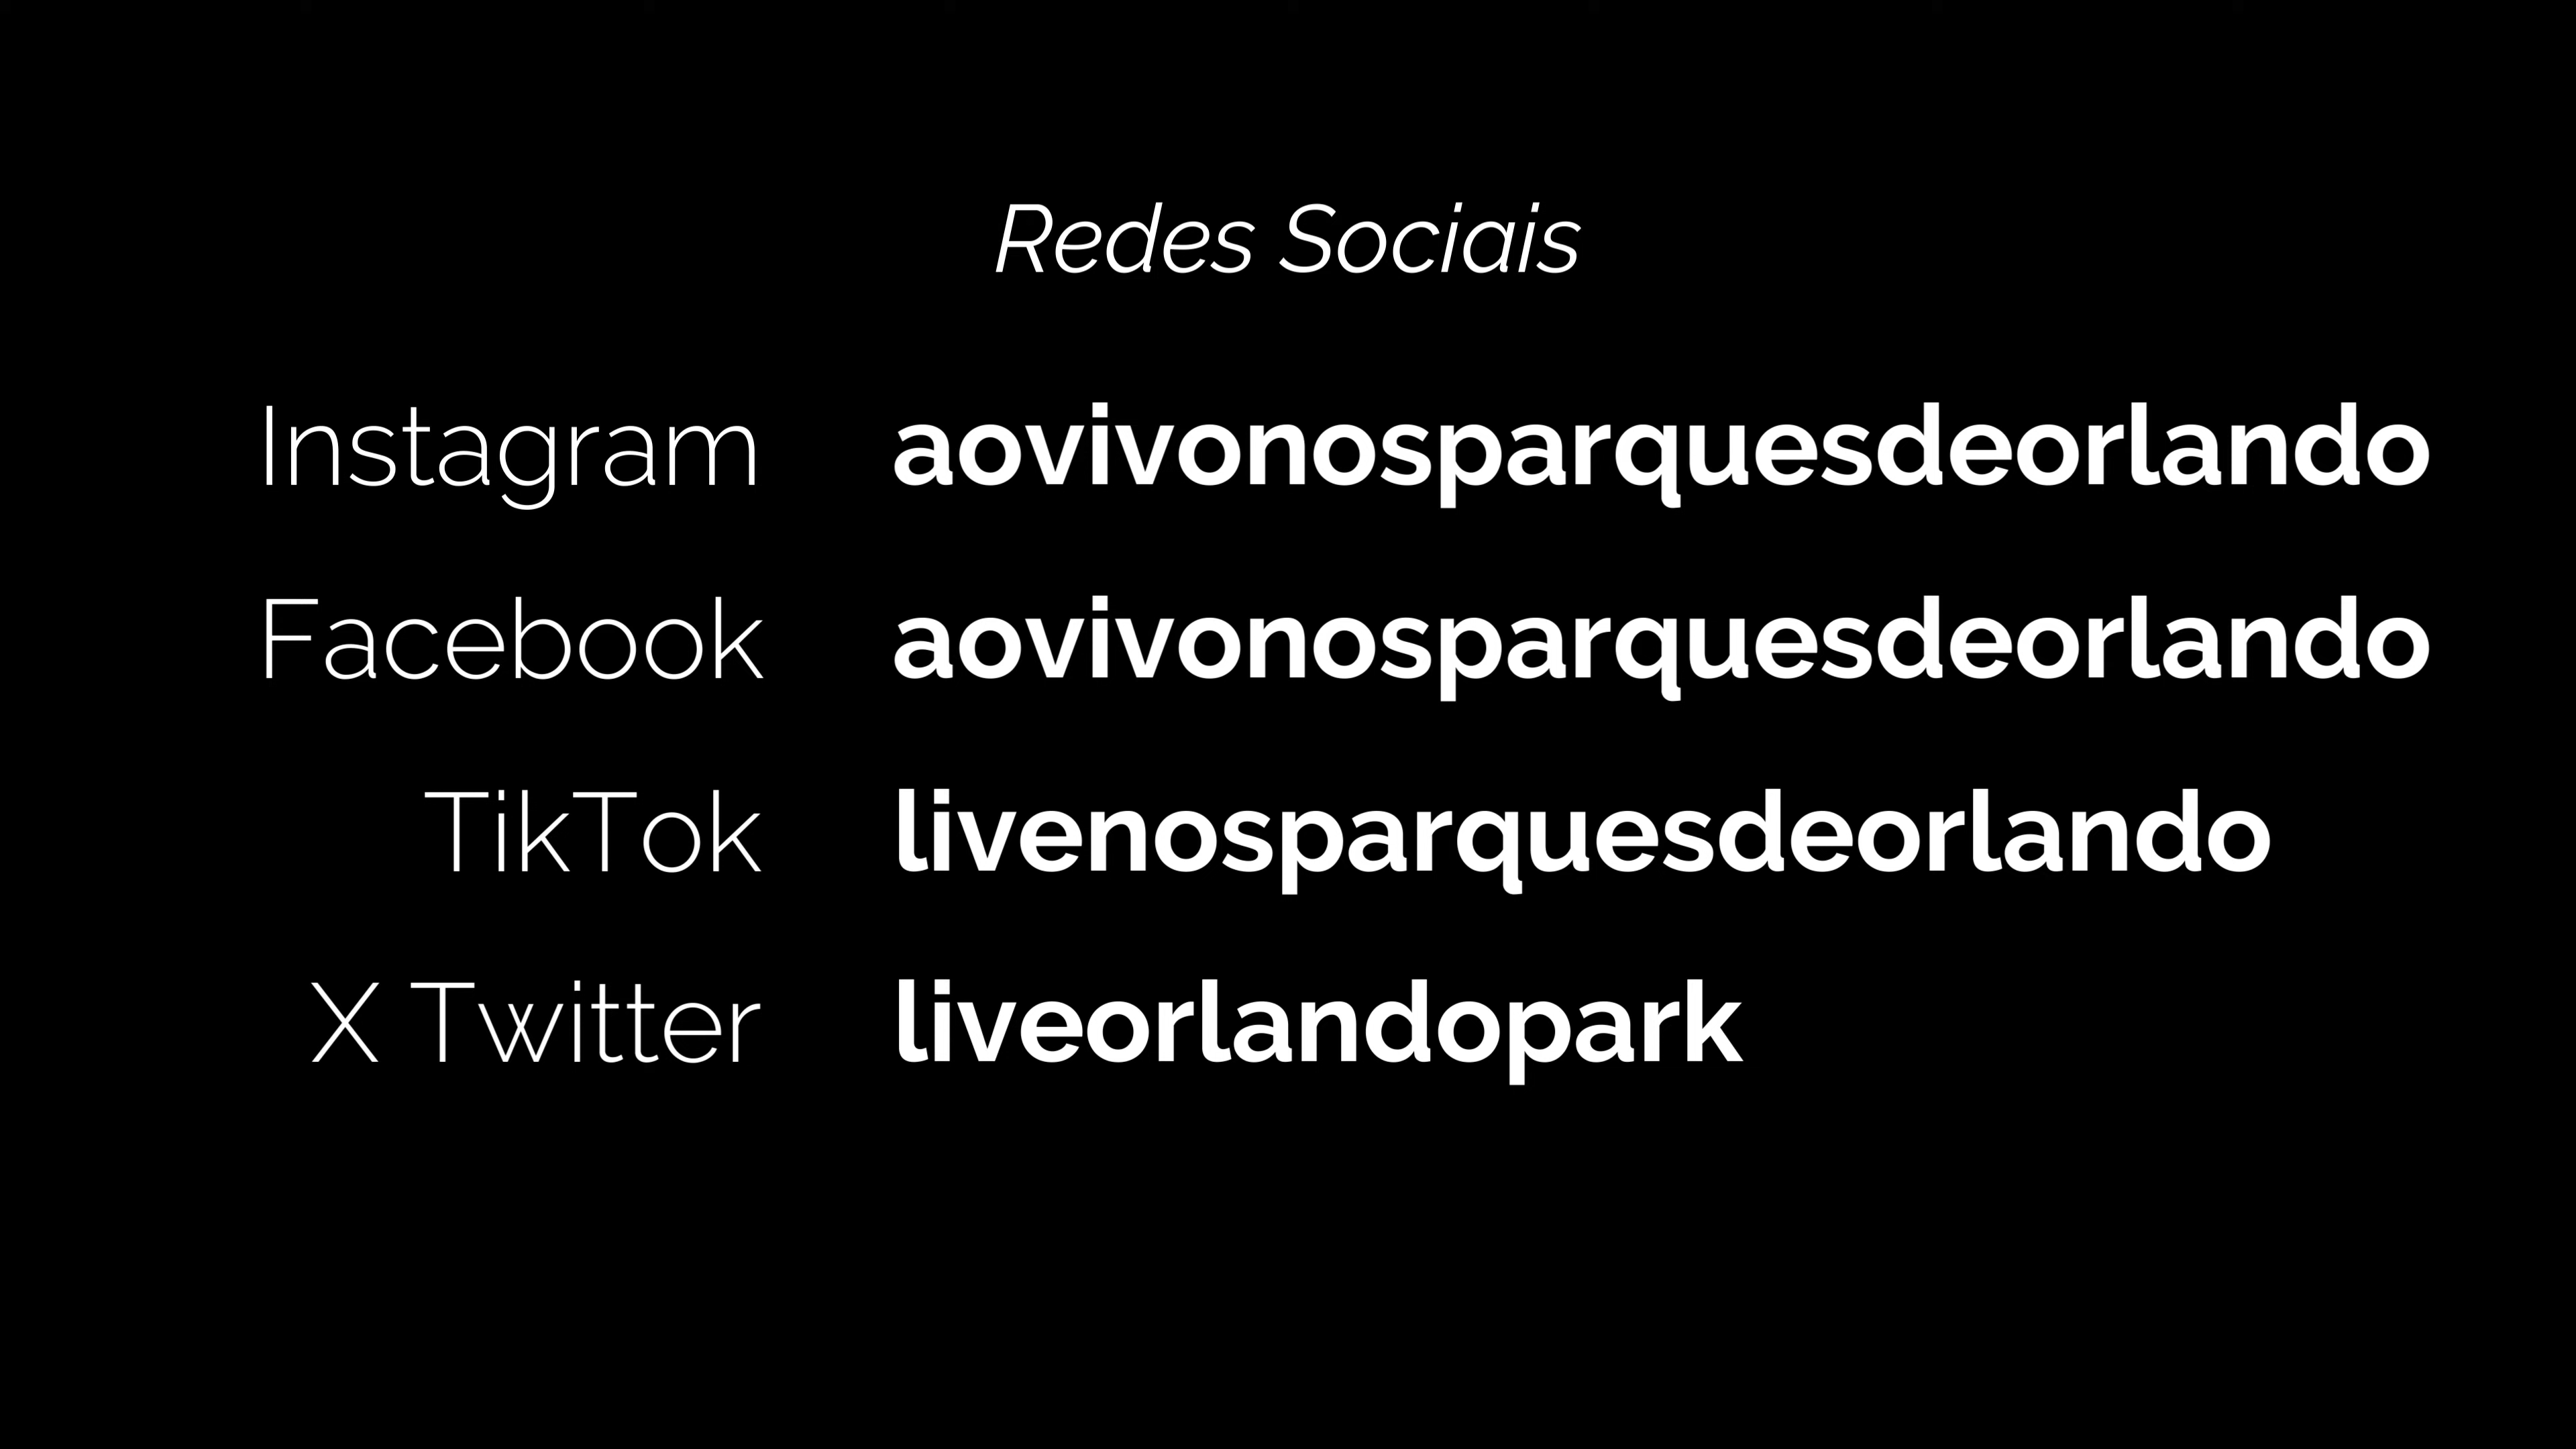 Redes Sociais
Instagram aovivonosparquesdeorlando
Facebook aovivonosparquesdeorlando
TikTok livenosparquesdeorlando
X Twitter liveorlandopark